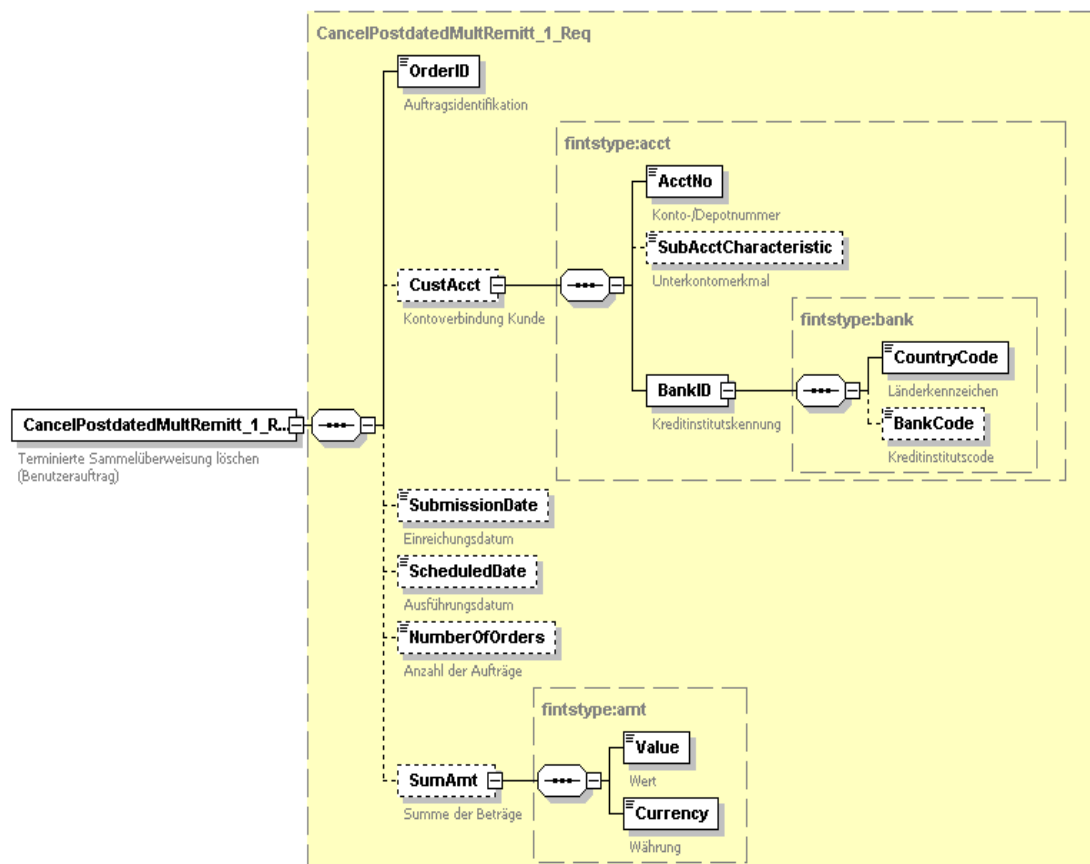 CancelPostdatedMultRemitt_1_Req
OrderID
Auftragsidentifikation
fintstype:acct
AcctNo
Konto-/Depotnummer
SubAcctCharacteristic
Unterkontomerkmal
CustAcct
Kontoverbindung Kunde
fintstype:bank
CountryCode
Länderkennzeichen
BankID
Kreditinstitutskennung
BankCode
Kreditinstitutscode
CancelPostdatedMultRemitt_1_R...
Terminierte Sammelüberweisung löschen
(Benutzerauftrag)
SubmissionDate
Einreichungsdatum
ScheduledDate
Ausführungsdatum
NumberOfOrders
Anzahl der Aufträge
fintstype:amt
Value
Wert
SumAmt
Summe der Beträge
Currency
Währung